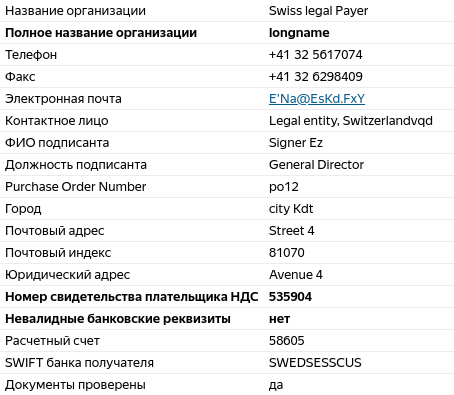 Название организации Swiss legal Payer
Полное название организации longname
Телефон +41 32 5617074
Факс +41 32 6298409
Электронная почта E'Na@EsKd.FxY
Контактное лицо Legal entity, Switzerlandvqd
ФИО подписанта Signer Ez
Должность подписанта General Director
Purchase Order Number po12
Город city Kdt
Почтовый адрес Street 4
Почтовый индекс 81070
Юридический адрес Avenue 4
Номер свидетельства плательщика НДС 535904
Невалидные банковские реквизиты нет
Расчетный счет 58605
SWIFT банка получателя SWEDSESSCUS
Документы проверены да